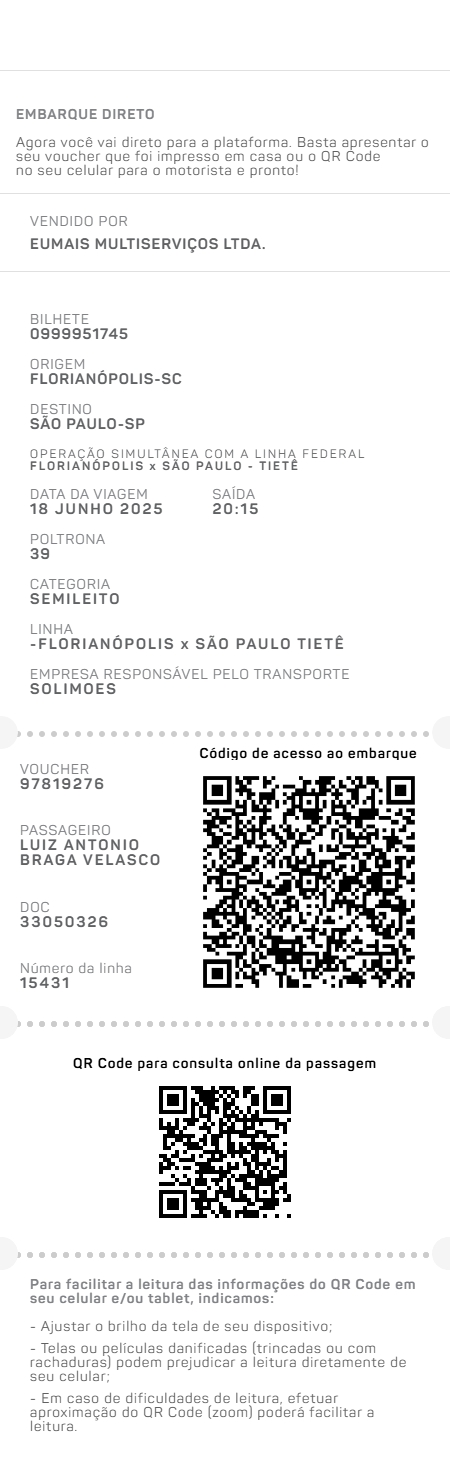 EMBARQUE DIRETO
Agora você vai direto para a plataforma. Basta apresentar o
seu voucher que foi impresso em casa ou o QR Code
no seu celular para o motorista e pronto!
VENDIDO POR
EUMAIS MULTISERVIÇOS LTDA.
BILHETE
0999951745
ORIGEM
FLORIANÓPOLIS-SC
DESTINO
SÃO PAULO-SP
OPERAÇÃO SIMULTÂNEA COM A LINHA FEDERAL
FLORIANÓPOLIS x SÃO PAULO - TIETÊ
DATA DA VIAGEM SAÍDA
18 JUNHO 2025 20:15
POLTRONA
39
CATEGORIA
SEMILEITO
LINHA
-FLORIANÓPOLIS x SÃO PAULO TIETÊ
EMPRESA RESPONSÁVEL PELO TRANSPORTE
SOLIMOES
Código de acesso ao embarque
VOUCHER
97819276
PASSAGEIRO
LUIZ ANTONIO
BRAGA VELASCO
DOC
33050326
Número da linha
15431
QR Code para consulta online da passagem
Para facilitar a leitura das informações do QR Code em
seu celular e/ou tablet, indicamos:
- Ajustar o brilho da tela de seu dispositivo;
- Telas ou películas danificadas (trincadas ou com
rachaduras) podem prejudicar a leitura diretamente de
seu celular;
- Em caso de dificuldades de leitura, efetuar
aproximação do QR Code (zoom) poderá facilitar a
leitura.